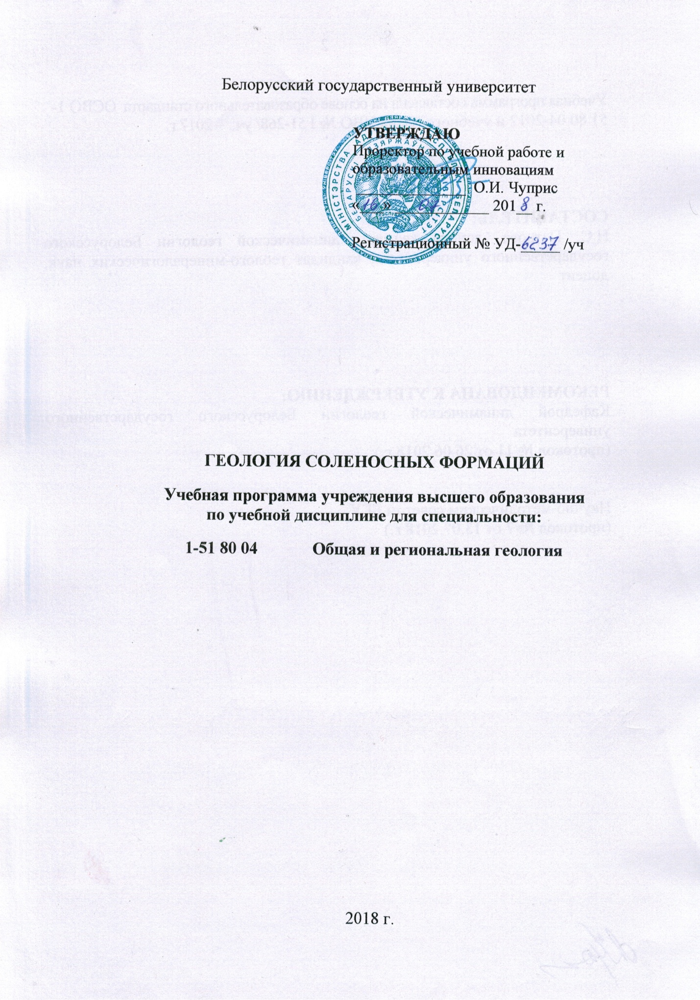 Белорусский государственный университет
УТВЕРЖДАЮ
Проректор по учебной работе и
образовательным инновациям
О.И. Чуприс
«16» 07 2018 г.
Регистрационный № УД-6237 /уч
ГЕОЛОГИЯ СОЛЕНОСНЫХ ФОРМАЦИЙ
Учебная программа учреждения высшего образования
по учебной дисциплине для специальности:
1-51 80 04 Общая и региональная геология
2018 г.